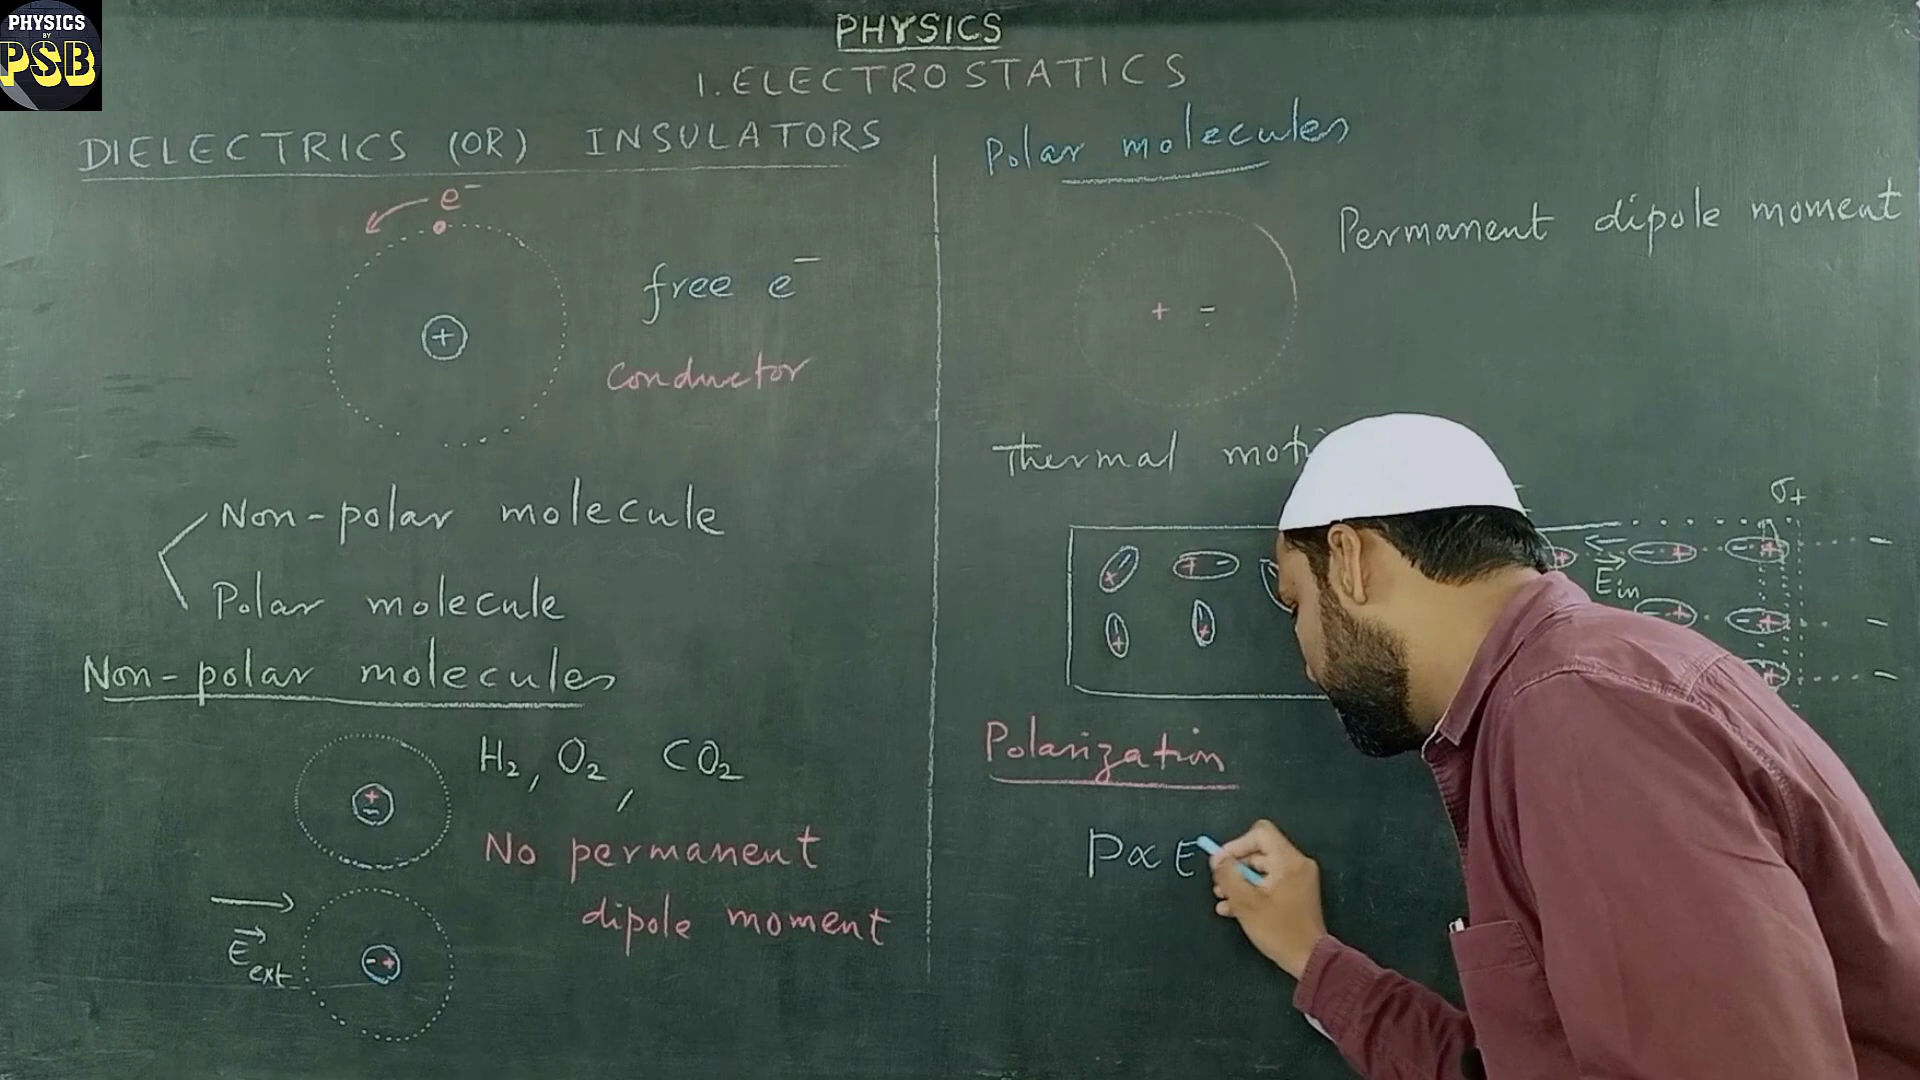 PHYSICS
BY
PSB
PHYSICS
1. ELECTROSTATICS
DIELECTRICS (OR) INSULATORS
e⁻
+
free e⁻
conductor
Non-polar molecule
Polar molecule
Non-polar molecules
+
-
H₂, O₂, CO₂
No permanent
dipole moment
E⃗ext
- +
Polar molecules
Permanent dipole moment
+ -
Thermal
σ+
+ - + - + - + - +
Ein
+ + - + - +
+
Polarization
P ∝ E